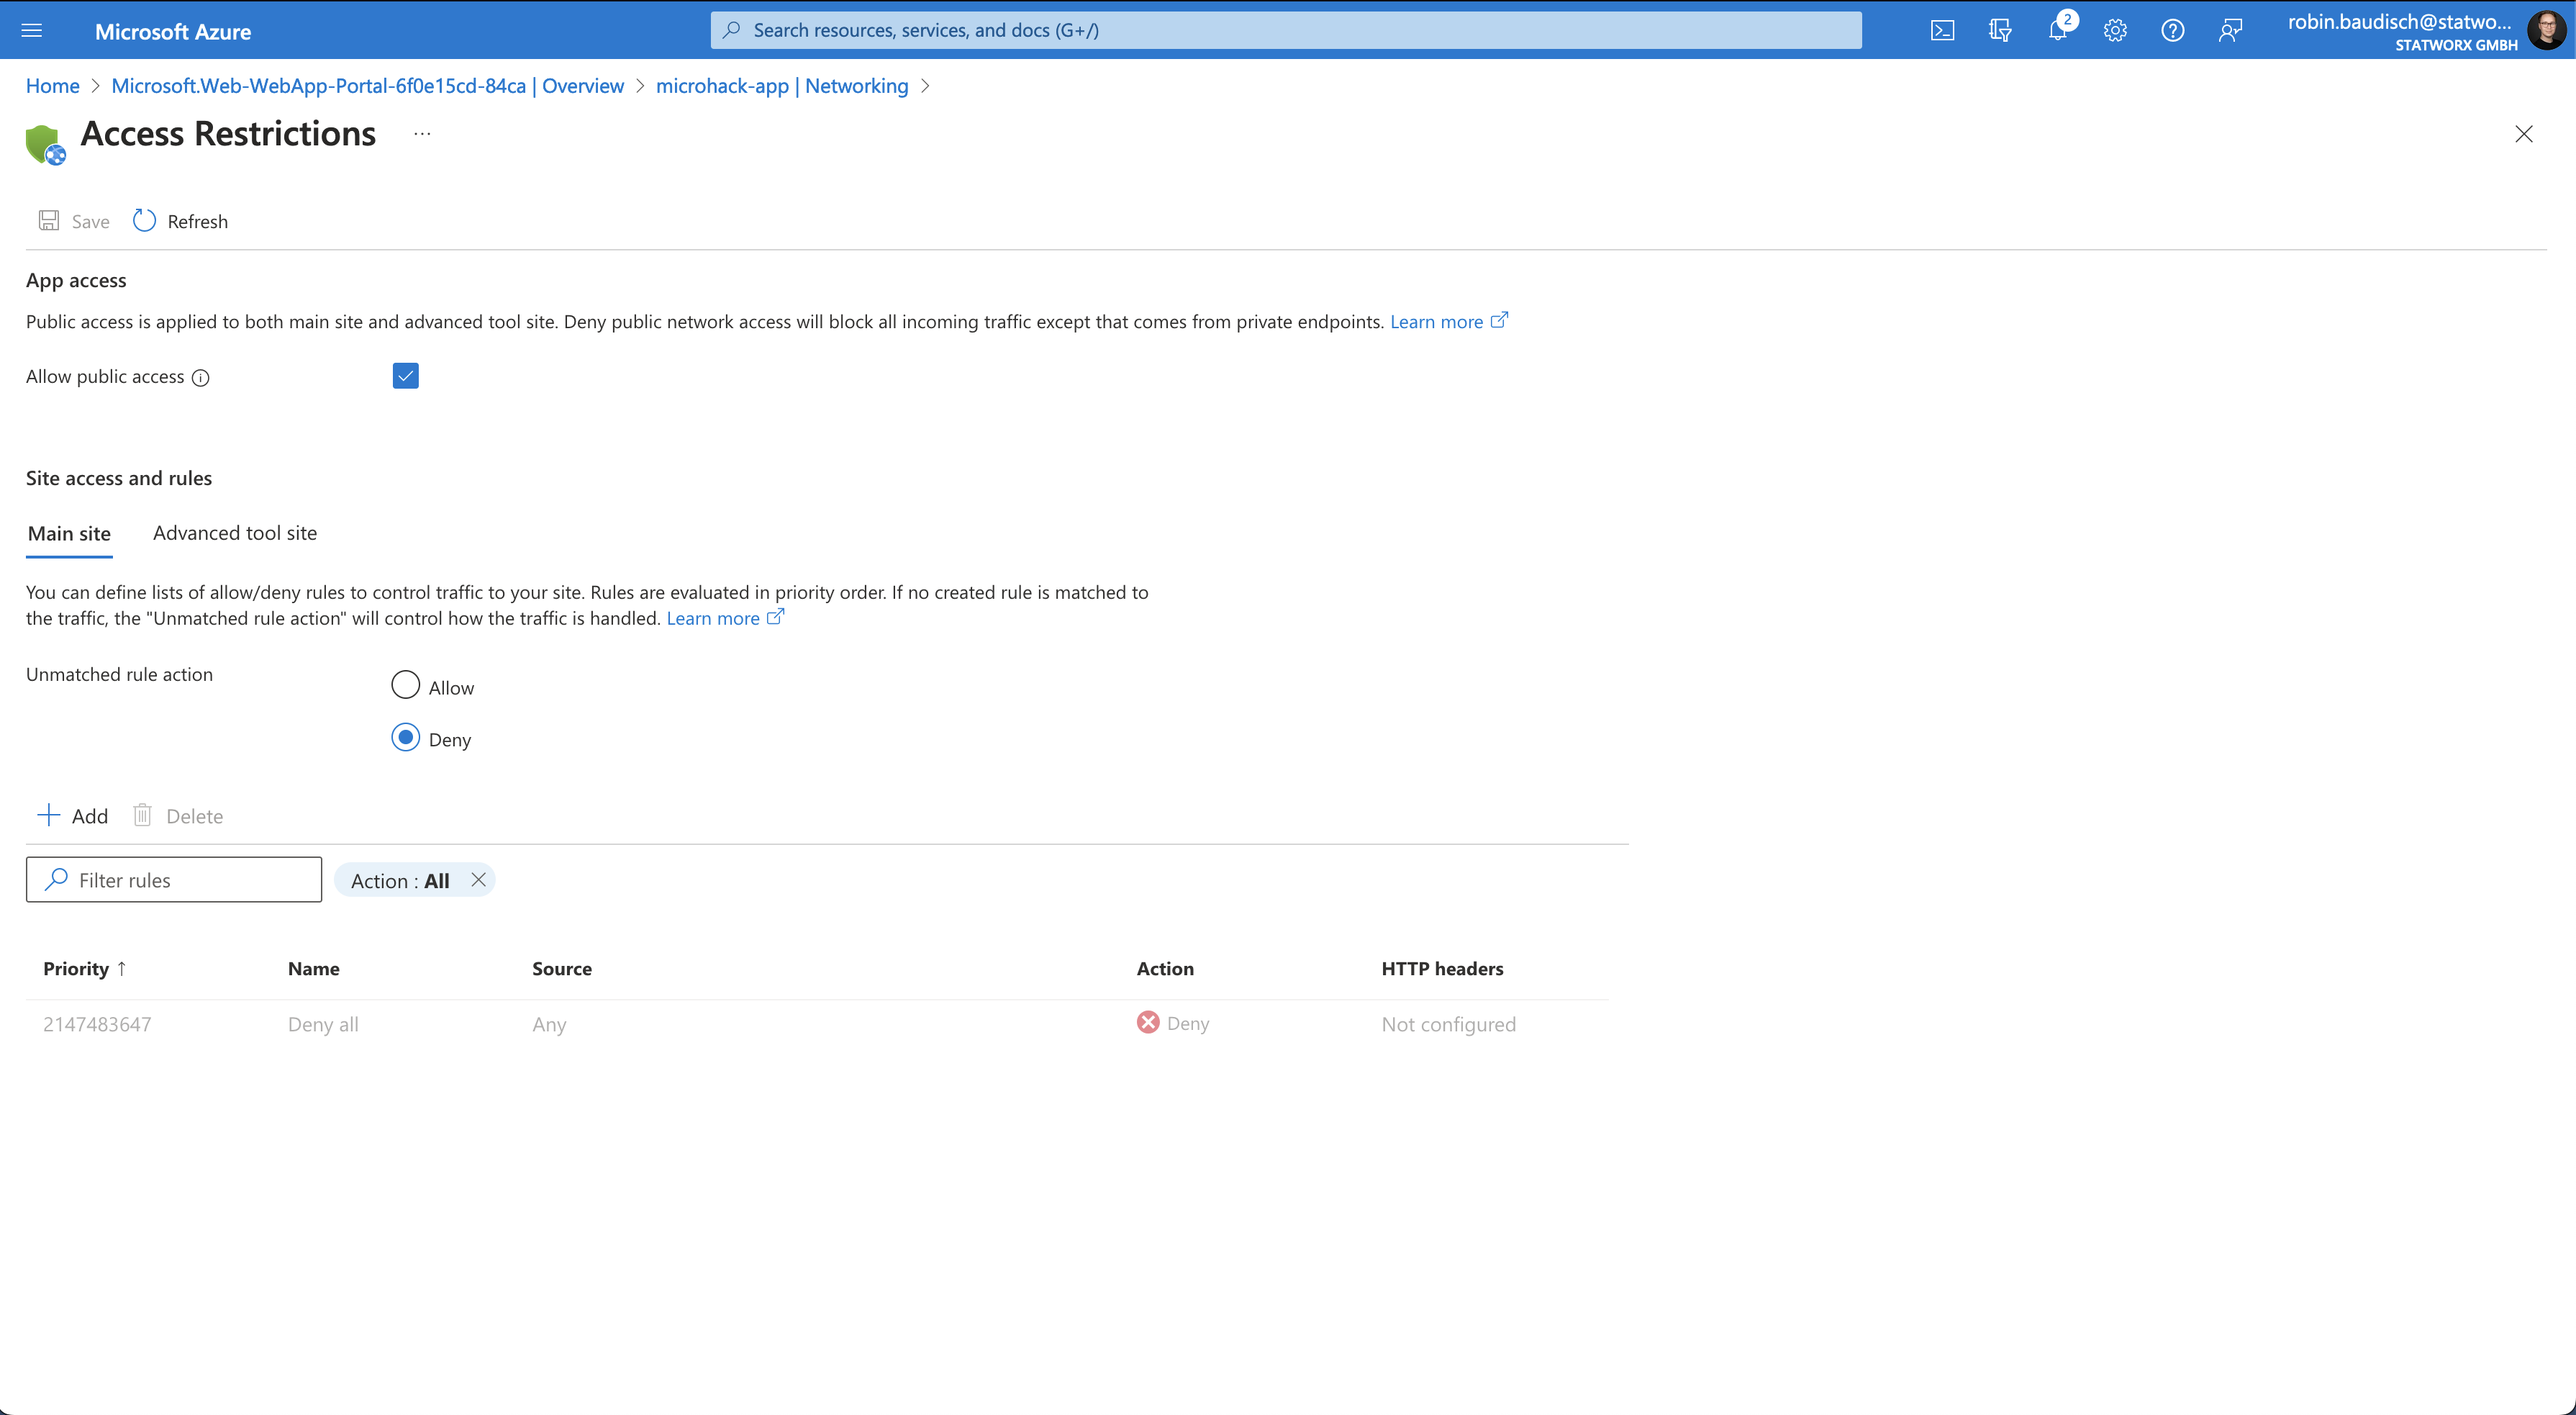 Microsoft Azure
Search resources, services, and docs (G+/)
2
robin.baudisch@statwo...
STATWORX GMBH
Home > Microsoft.Web-WebApp-Portal-6f0e15cd-84ca | Overview > microhack-app | Networking >
Access Restrictions ...
Save Refresh
App access
Public access is applied to both main site and advanced tool site. Deny public network access will block all incoming traffic except that comes from private endpoints. Learn more
Allow public access
Site access and rules
Main site Advanced tool site
You can define lists of allow/deny rules to control traffic to your site. Rules are evaluated in priority order. If no created rule is matched to
the traffic, the "Unmatched rule action" will control how the traffic is handled. Learn more
Unmatched rule action
Allow
Deny
Add Delete
Filter rules Action : All
Priority ↑ Name Source Action HTTP headers
2147483647 Deny all Any Deny Not configured